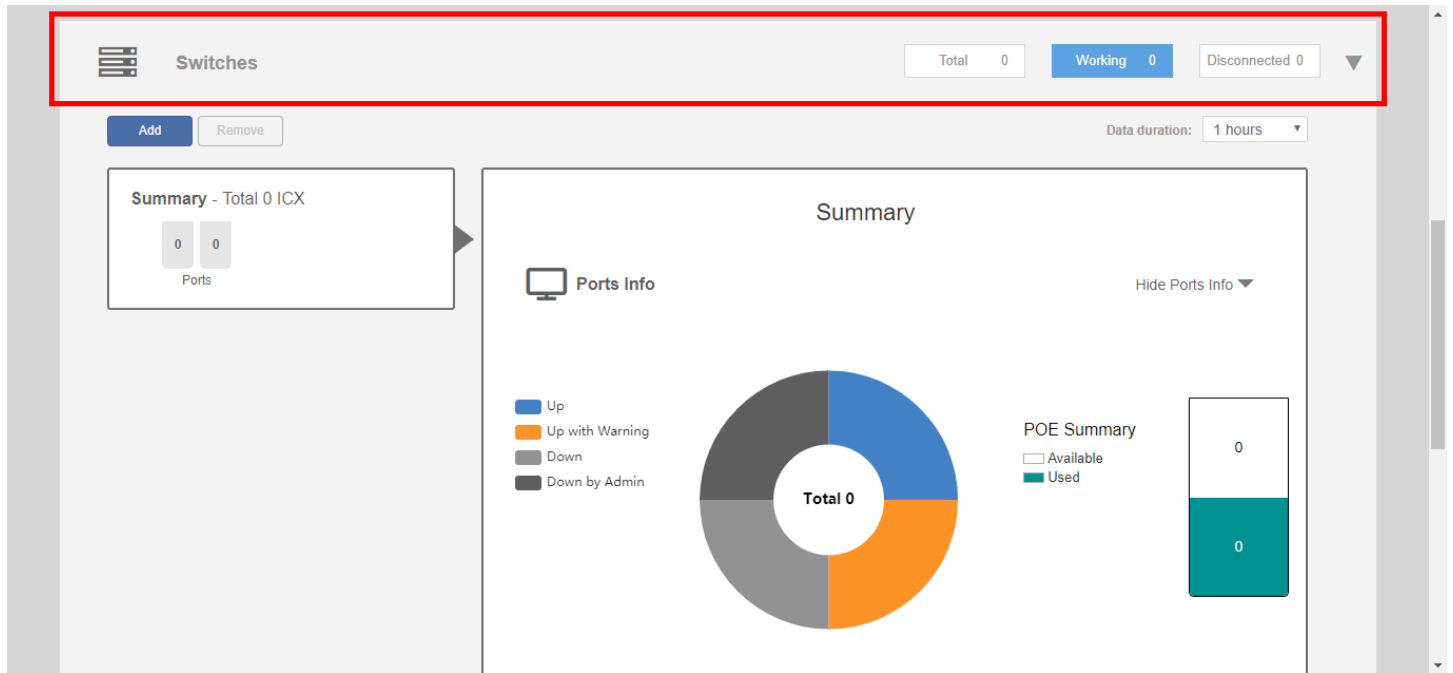 Switches
Total 0
Working 0
Disconnected 0
Add
Remove
Data duration: 1 hours
Summary - Total 0 ICX
0 0
Ports
Summary
Ports Info
Hide Ports Info
Up
Up with Warning
Down
Down by Admin
Total 0
POE Summary
Available
Used
0
0